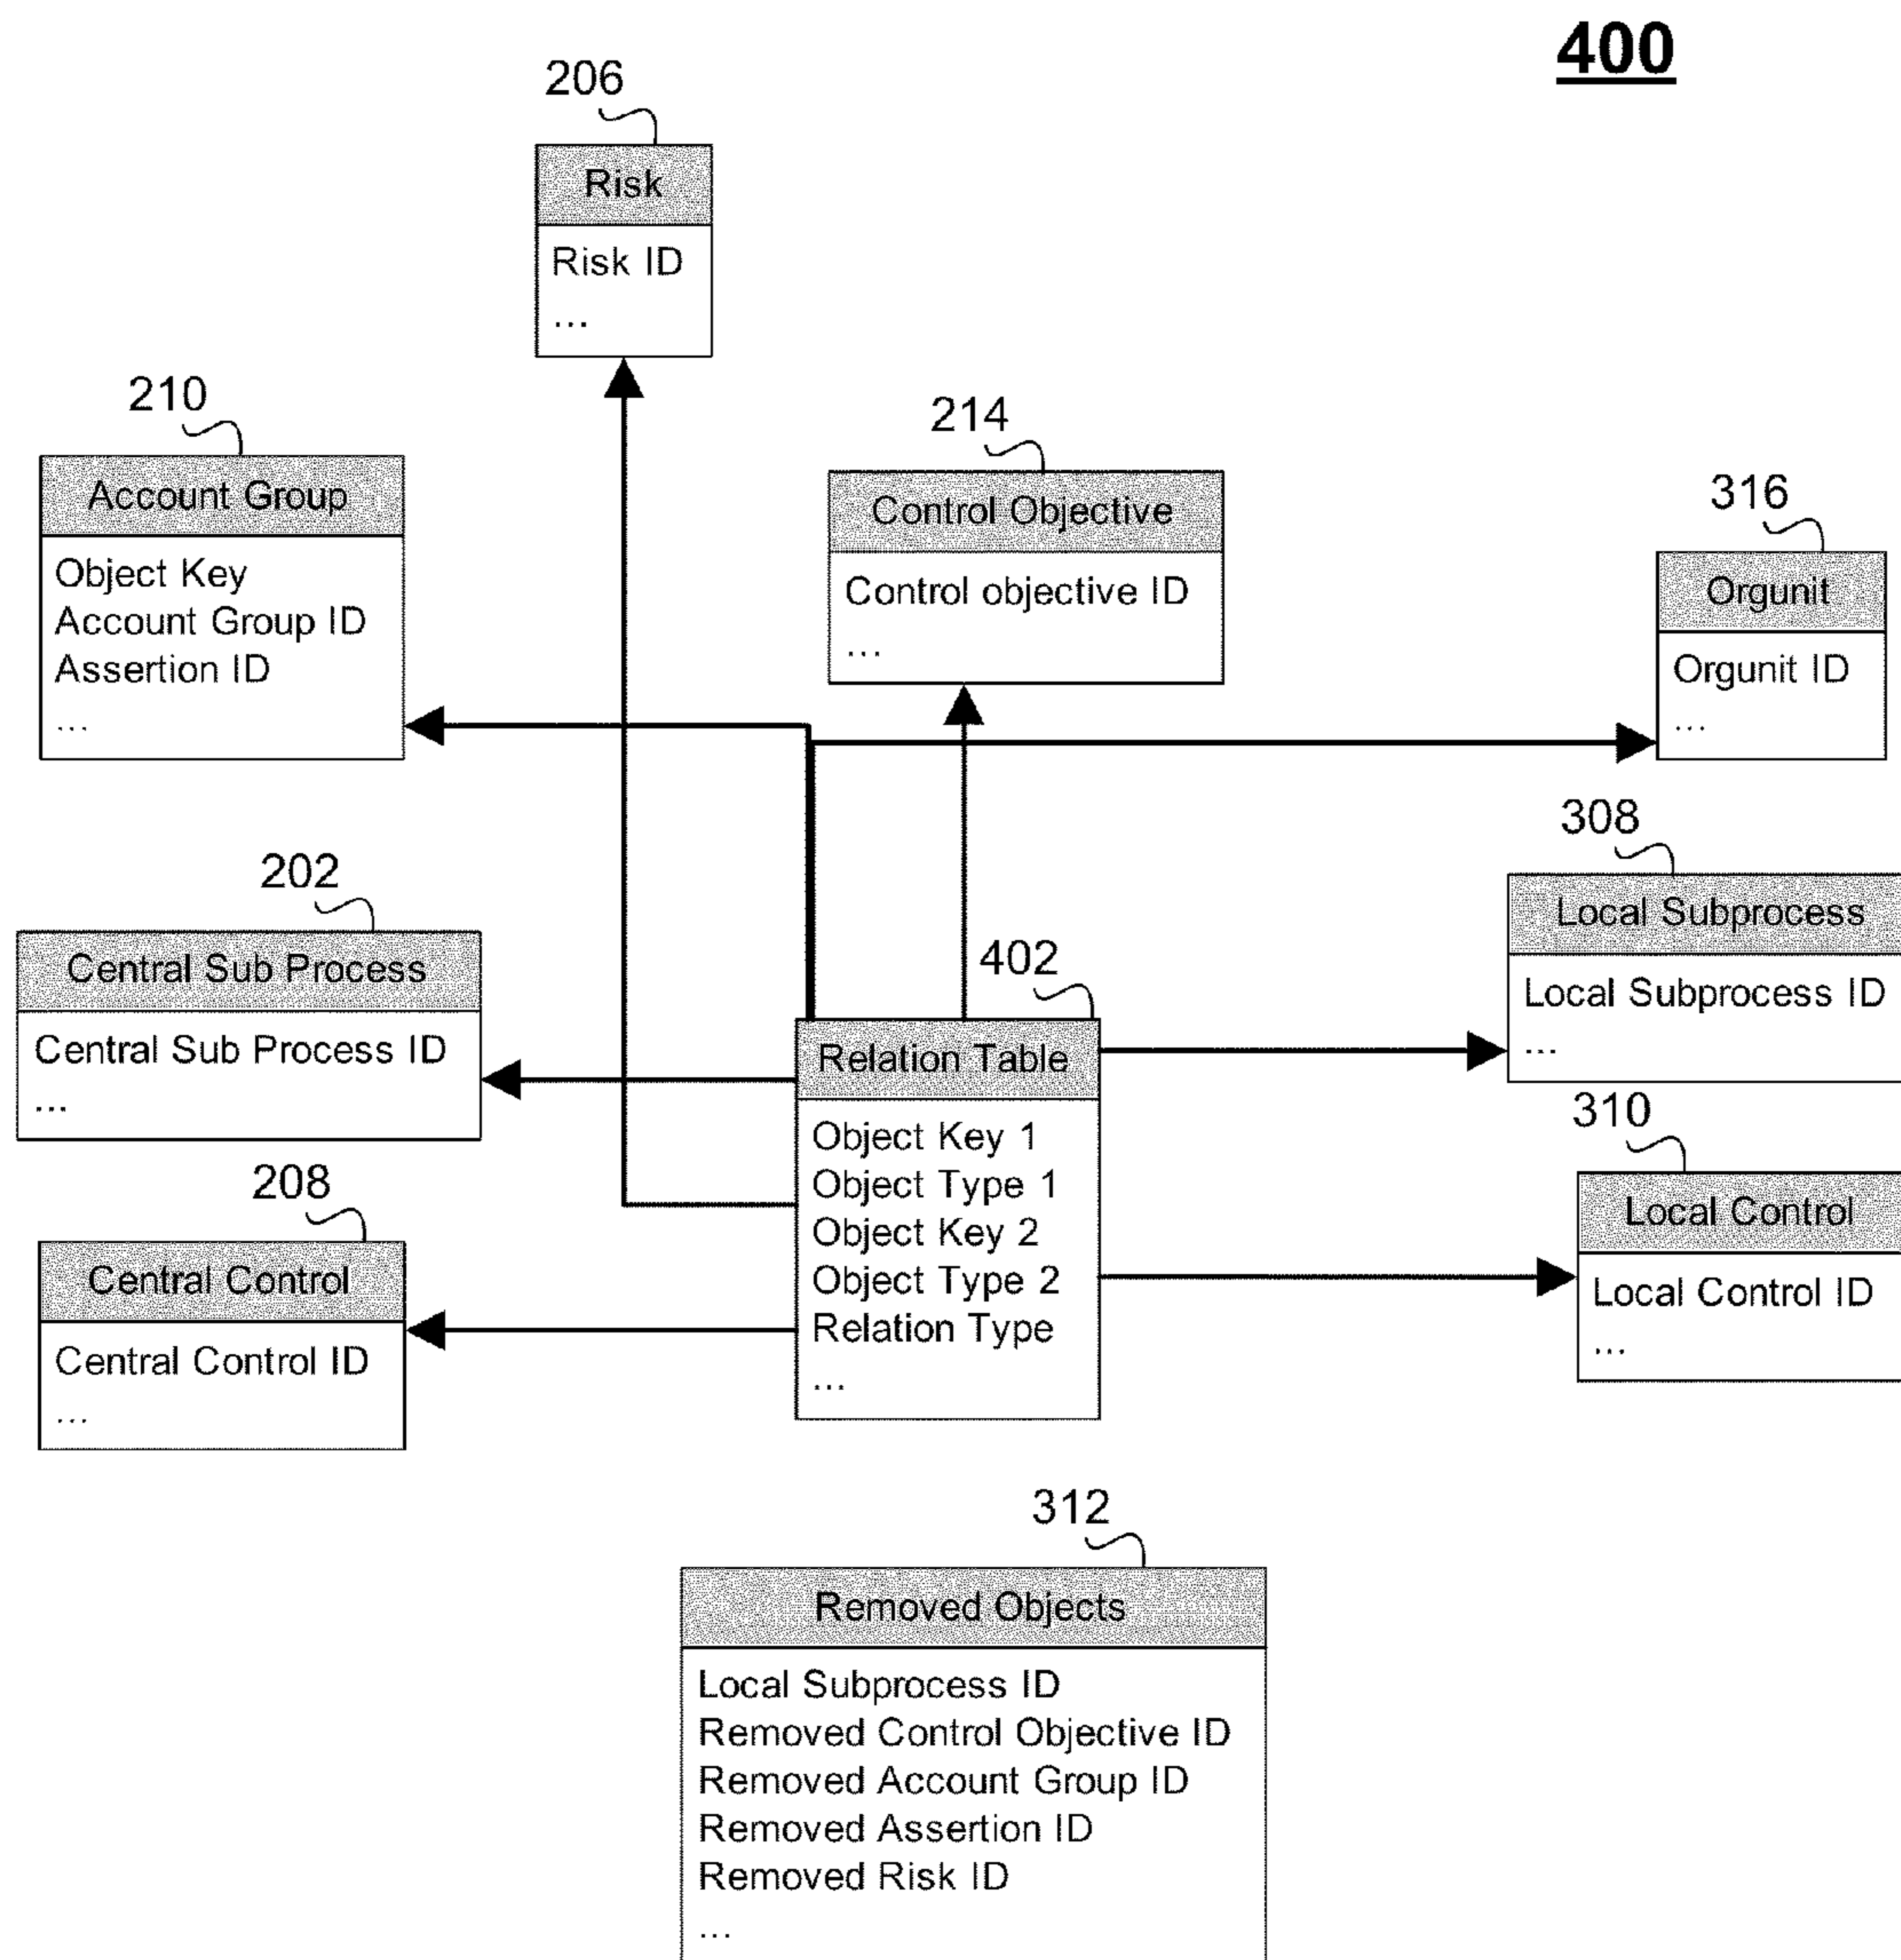 400
206
Risk
Risk ID
...
210
Account Group
Object Key
Account Group ID
Assertion ID
...
214
Control Objective
Control objective ID
...
316
Orgunit
Orgunit ID
...
202
Central Sub Process
Central Sub Process ID
...
308
Local Subprocess
Local Subprocess ID
...
402
Relation Table
Object Key 1
Object Type 1
Object Key 2
Object Type 2
Relation Type
...
208
Central Control
Central Control ID
...
310
Local Control
Local Control ID
...
312
Removed Objects
Local Subprocess ID
Removed Control Objective ID
Removed Account Group ID
Removed Assertion ID
Removed Risk ID
...